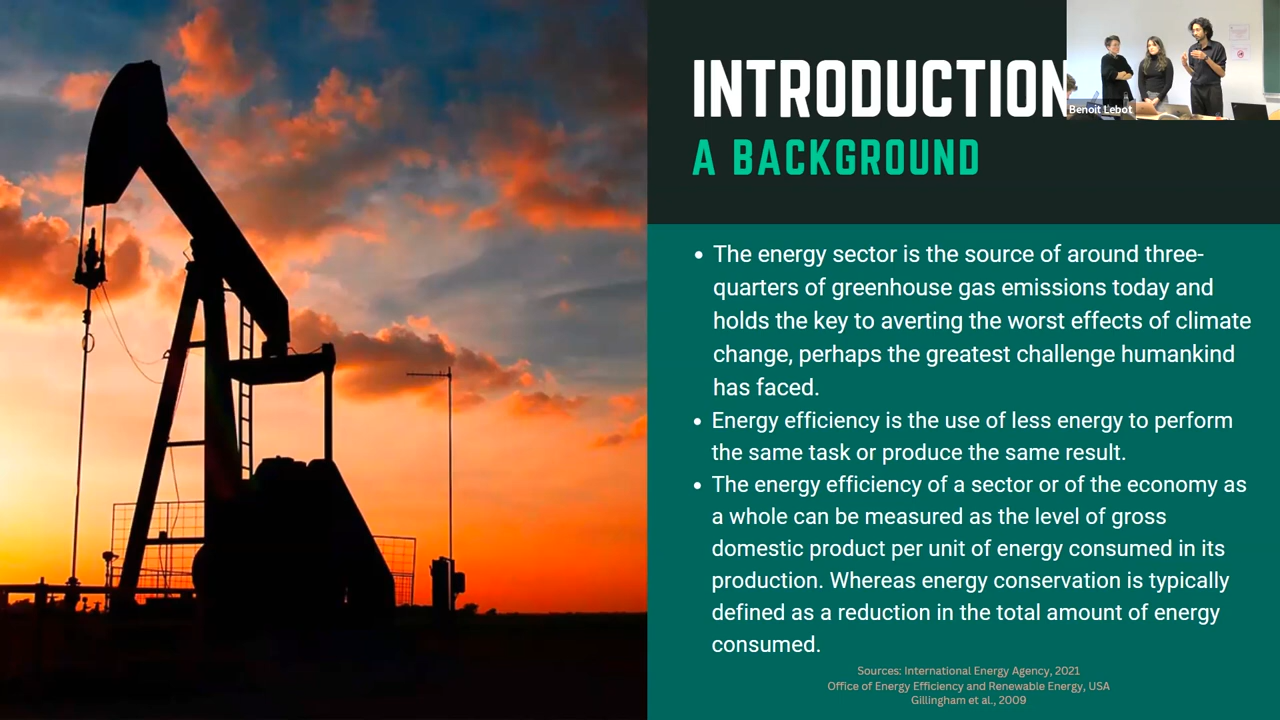 INTRODUCTION
Benoit Lebot
A BACKGROUND
• The energy sector is the source of around three-
quarters of greenhouse gas emissions today and
holds the key to averting the worst effects of climate
change, perhaps the greatest challenge humankind
has faced.
• Energy efficiency is the use of less energy to perform
the same task or produce the same result.
• The energy efficiency of a sector or of the economy as
a whole can be measured as the level of gross
domestic product per unit of energy consumed in its
production. Whereas energy conservation is typically
defined as a reduction in the total amount of energy
consumed.
Sources: International Energy Agency, 2021
Office of Energy Efficiency and Renewable Energy, USA
Gillingham et al., 2009